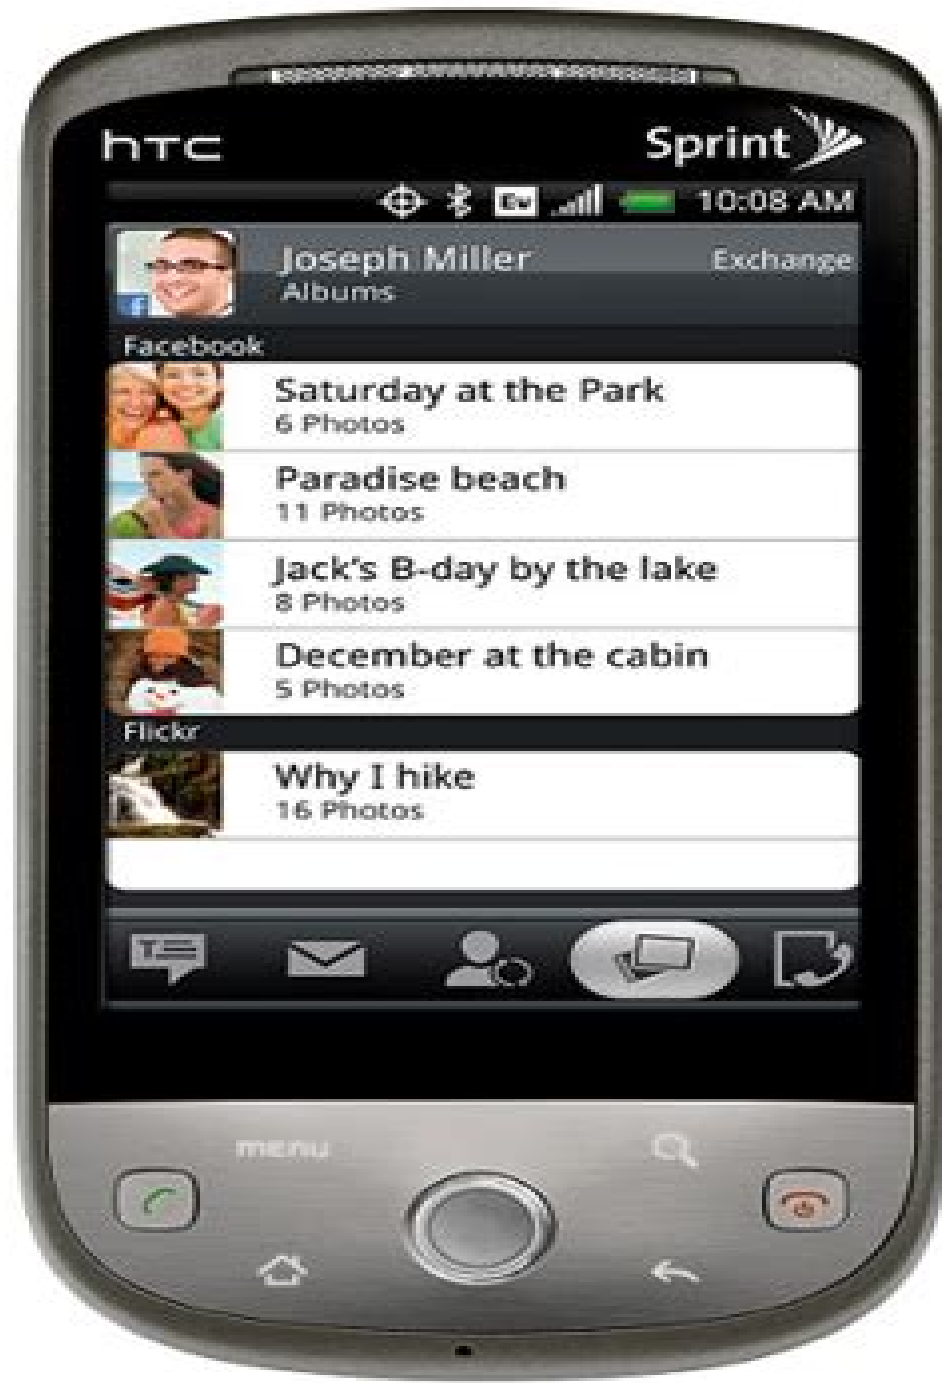 hTC
Sprint
Ev
10:08 AM
Joseph Miller
Exchange
Albums
Facebook
Saturday at the Park
6 Photos
Paradise beach
11 Photos
Jack's B-day by the lake
8 Photos
December at the cabin
5 Photos
Flickr
Why I hike
16 Photos
menu